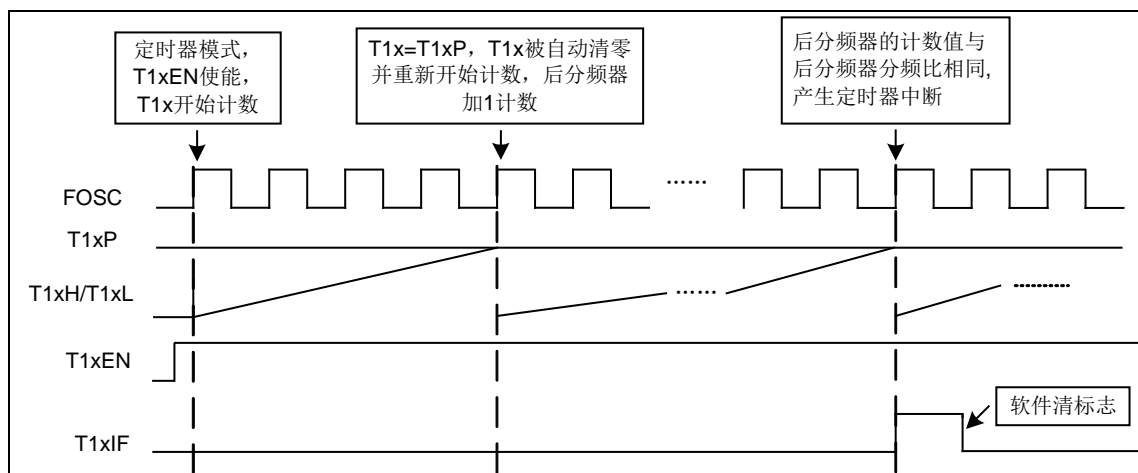 定时器模式，
T1xEN使能，
T1x开始计数
T1x=T1xP，T1x被自动清零
并重新开始计数，后分频器
加1计数
后分频器的计数值与
后分频器分频比相同，
产生定时器中断
FOSC
……
T1xP
T1xH/T1xL
……
T1xEN
软件清标志
T1xIF